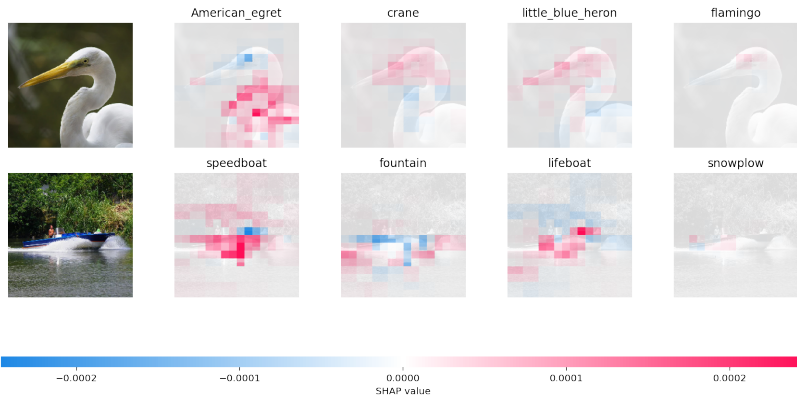 American_egret crane little_blue_heron flamingo
speedboat fountain lifeboat snowplow
−0.0002 −0.0001 0.0000 0.0001 0.0002
SHAP value